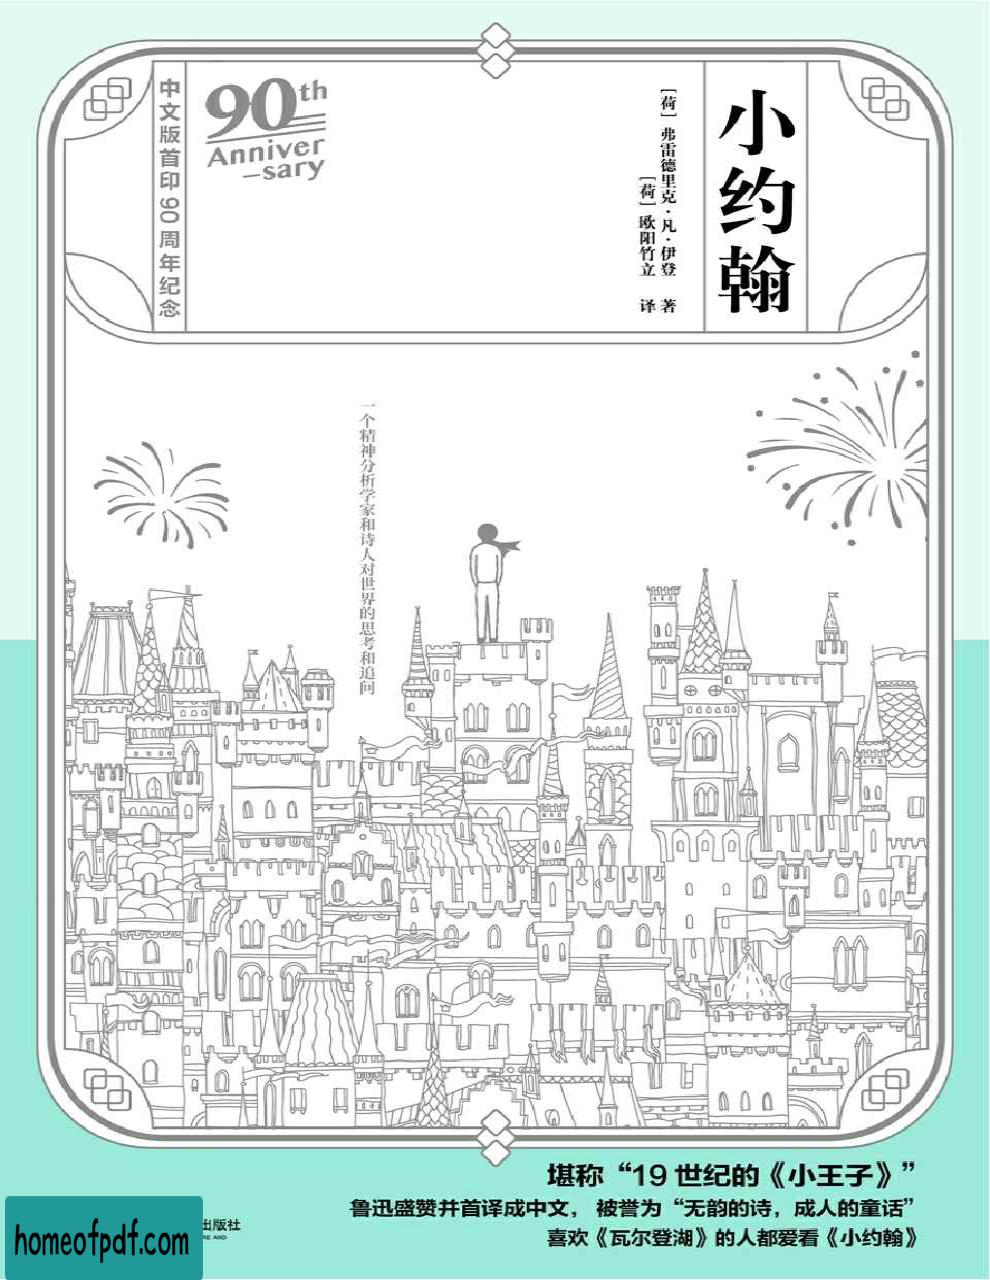 小约翰
[荷] 弗雷德里克·凡·伊登 著
[荷] 欧阳竹立 译
90th
Anniver
-sary
中文版首印90周年纪念
一个精神分析学家和诗人对世界的思考和追问
堪称“19世纪的《小王子》”
鲁迅盛赞并首译成中文，被誉为“无韵的诗，成人的童话”
喜欢《瓦尔登湖》的人都爱看《小约翰》
出版社
homeofpdf.com